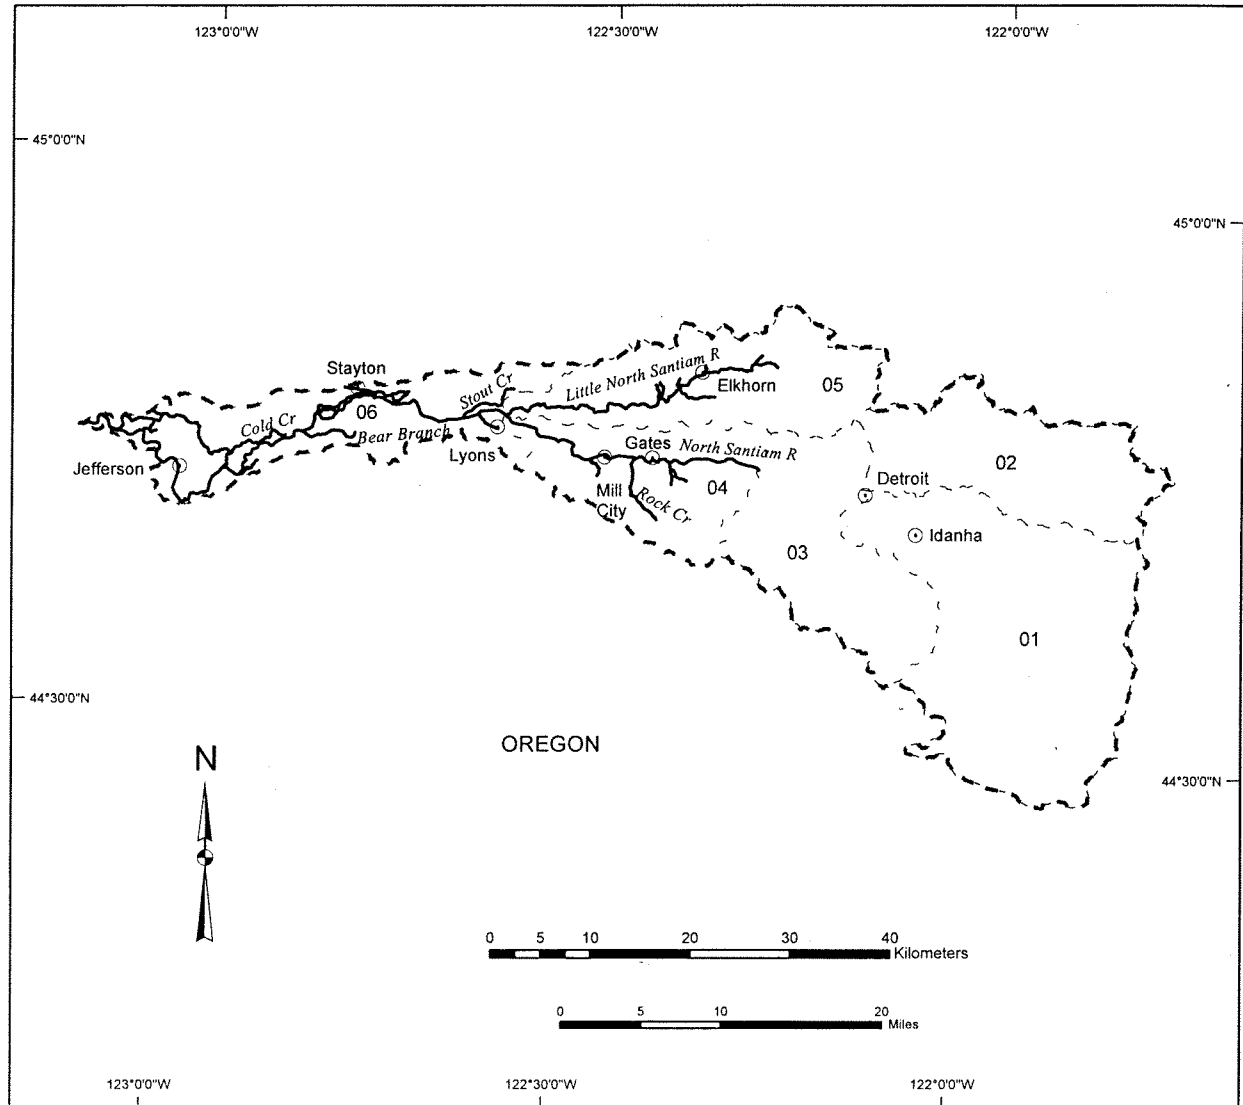 123°0'0"W
122°30'0"W
122°0'0"W
45°0'0"N
45°0'0"N
Stayton
Stout Cr
Little North Santiam R
Elkhorn
05
06
Cold Cr
Bear Branch
Jefferson
Lyons
Gates
North Santiam R
02
Detroit
Mill
City
04
Rock Cr
Idanha
03
01
44°30'0"N
OREGON
N
44°30'0"N
0 5 10 20 30 40
Kilometers
0 5 10 20
Miles
123°0'0"W
122°30'0"W
122°0'0"W